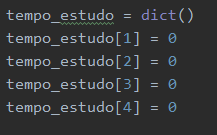 tempo_estudo = dict()
tempo_estudo[1] = 0
tempo_estudo[2] = 0
tempo_estudo[3] = 0
tempo_estudo[4] = 0